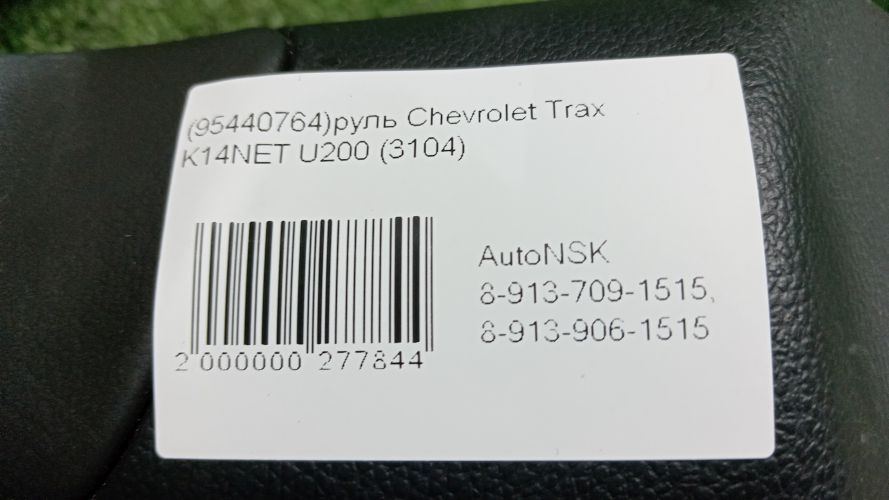 (95440764)руль Chevrolet Trax
K14NET U200 (3104)
AutoNSK
8-913-709-1515,
8-913-906-1515
2 000000 277844